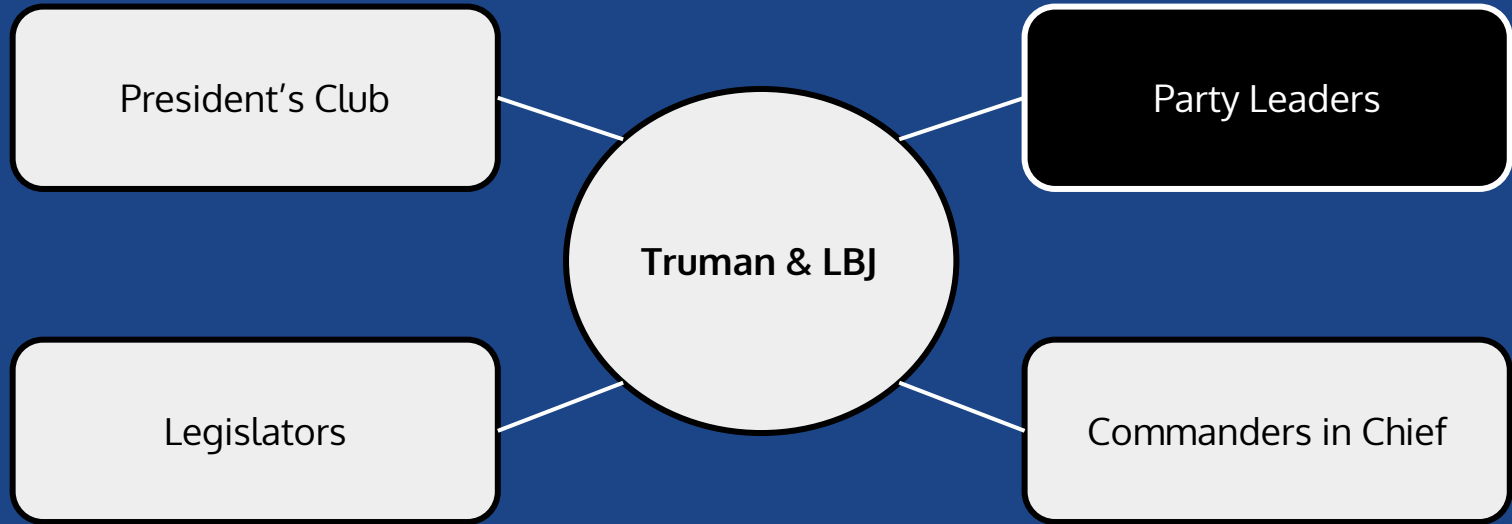 President’s Club
Party Leaders
Truman & LBJ
Legislators
Commanders in Chief